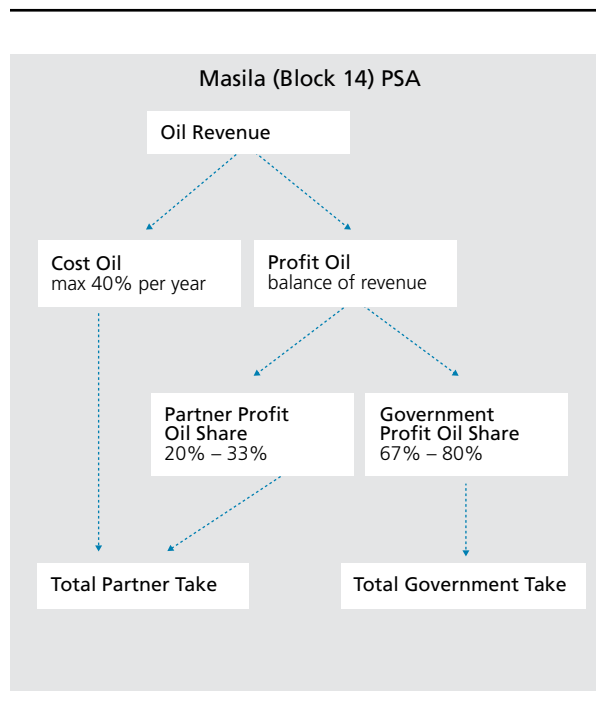 Masila (Block 14) PSA
Oil Revenue
Cost Oil
max 40% per year
Profit Oil
balance of revenue
Partner Profit
Oil Share
20% – 33%
Government
Profit Oil Share
67% – 80%
Total Partner Take
Total Government Take